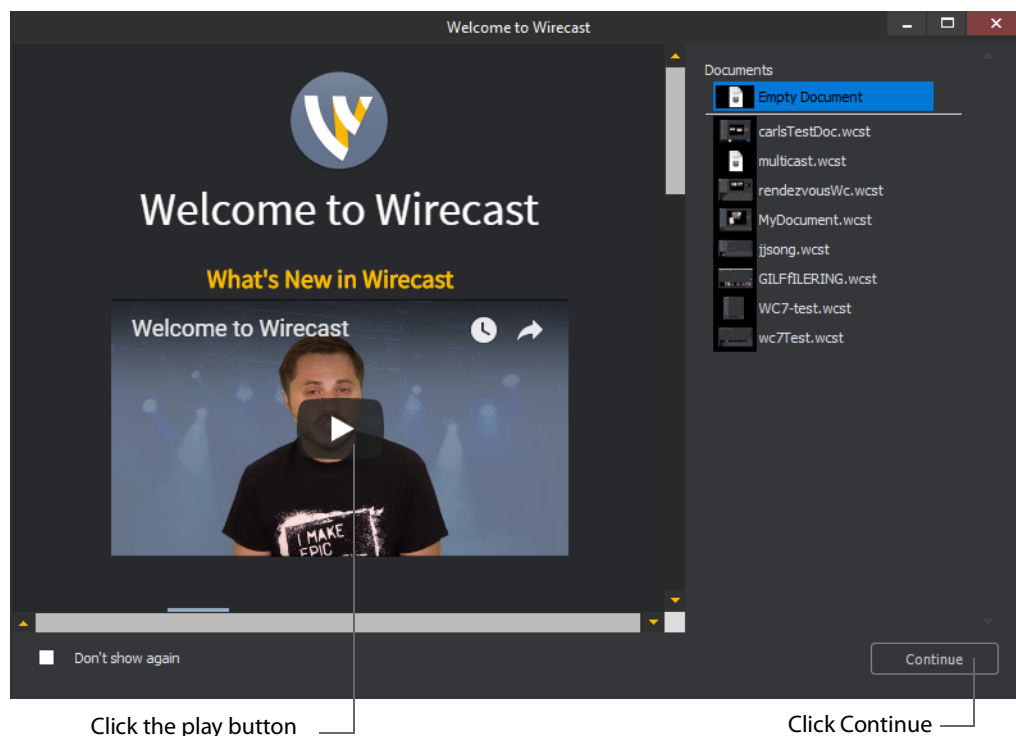 Welcome to Wirecast
Documents
Empty Document
carlsTestDoc.wcst
multicast.wcst
rendezvousWc.wcst
MyDocument.wcst
jjsong.wcst
GILFfILERING.wcst
WC7-test.wcst
wc7Test.wcst
Welcome to Wirecast
What's New in Wirecast
Welcome to Wirecast
I MAKE
EPIC
Don't show again
Continue
Click the play button
Click Continue